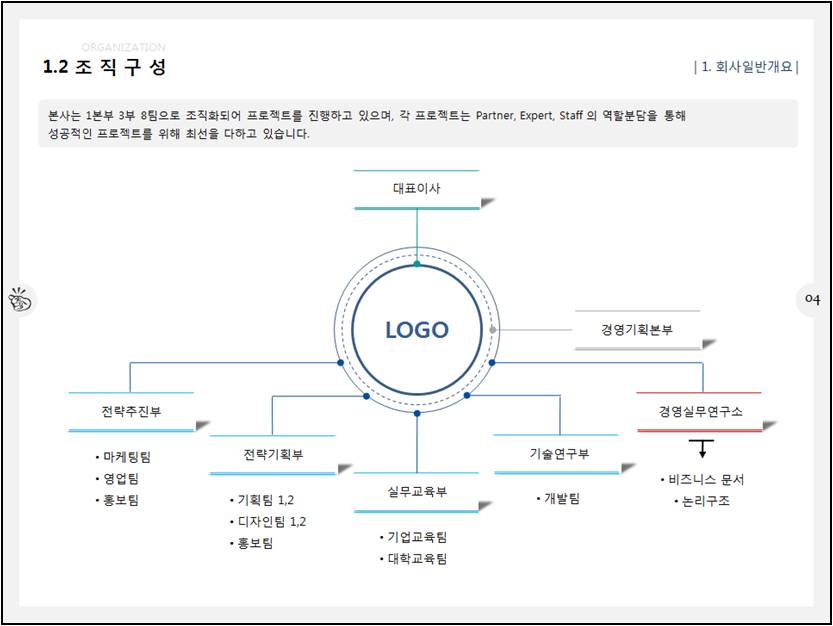 ORGANIZATION
1.2 조 직 구 성
| 1. 회사일반개요|
본사는 1본부 3부 8팀으로 조직화되어 프로젝트를 진행하고 있으며, 각 프로젝트는 Partner, Expert, Staff 의 역할분담을 통해
성공적인 프로젝트를 위해 최선을 다하고 있습니다.
대표이사
04
LOGO
경영기획본부
전략추진부
• 마케팅팀
• 영업팀
• 홍보팀
전략기획부
• 기획팀 1,2
• 디자인팀 1,2
• 홍보팀
실무교육부
• 기업교육팀
• 대학교육팀
기술연구부
• 개발팀
경영실무연구소
• 비즈니스 문서
• 논리구조